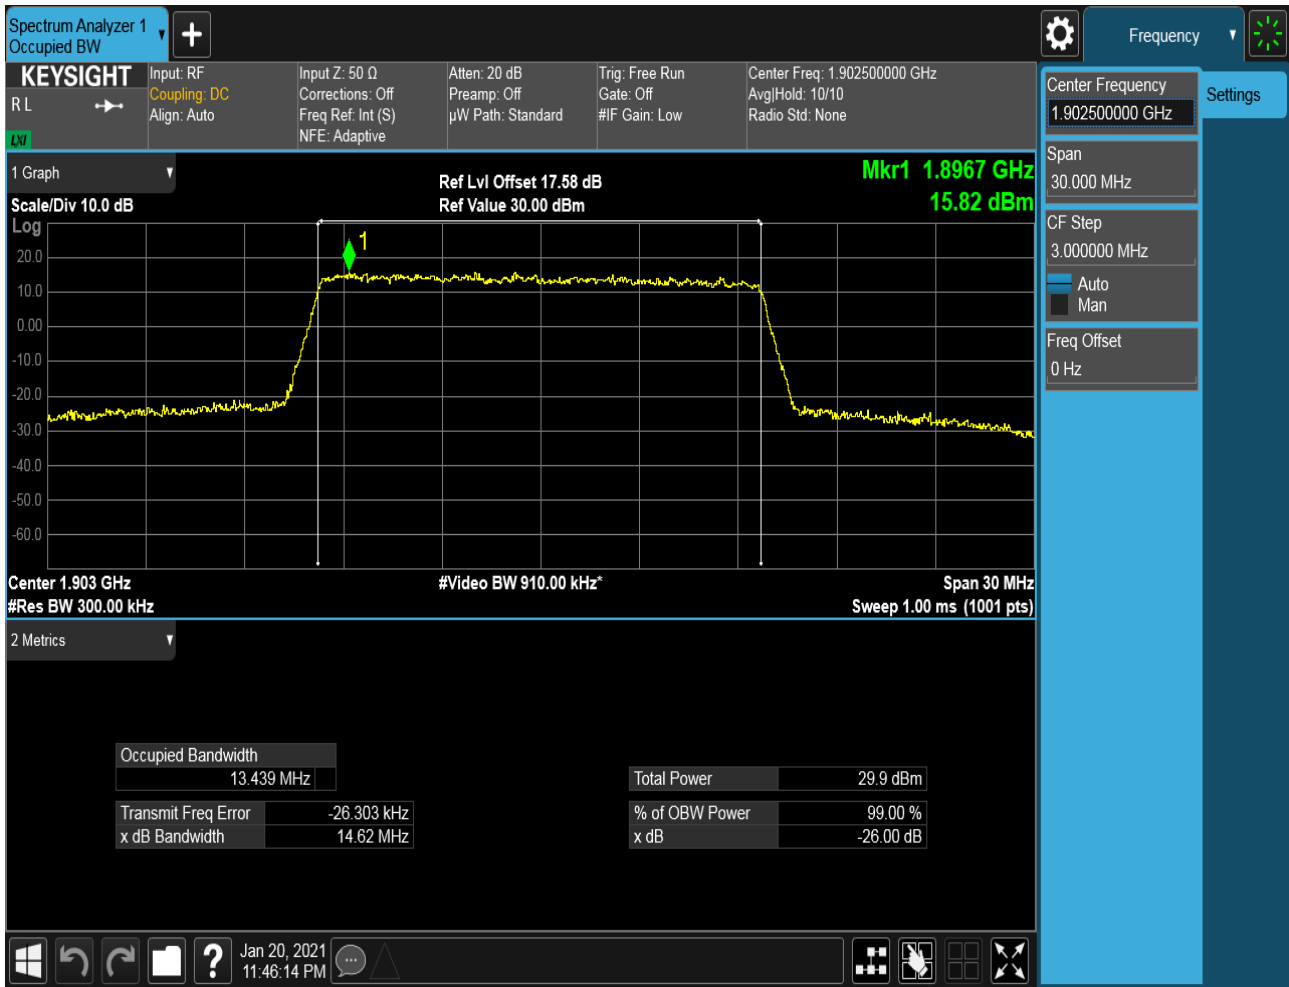 Spectrum Analyzer 1
Occupied BW
Frequency
KEYSIGHT
R L
LXI
Input: RF
Coupling: DC
Align: Auto
Input Z: 50 Ω
Corrections: Off
Freq Ref: Int (S)
NFE: Adaptive
Atten: 20 dB
Preamp: Off
µW Path: Standard
Trig: Free Run
Gate: Off
#IF Gain: Low
Center Freq: 1.902500000 GHz
Avg|Hold: 10/10
Radio Std: None
Center Frequency
1.902500000 GHz
Settings
Span
30.000 MHz
CF Step
3.000000 MHz
Auto
Man
Freq Offset
0 Hz
1 Graph
Scale/Div 10.0 dB
Ref Lvl Offset 17.58 dB
Ref Value 30.00 dBm
Mkr1 1.8967 GHz
15.82 dBm
Log
1
20.0
10.0
0.00
-10.0
-20.0
-30.0
-40.0
-50.0
-60.0
Center 1.903 GHz
#Video BW 910.00 kHz*
Span 30 MHz
#Res BW 300.00 kHz
Sweep 1.00 ms (1001 pts)
2 Metrics
Occupied Bandwidth
13.439 MHz
Total Power 29.9 dBm
Transmit Freq Error -26.303 kHz
% of OBW Power 99.00 %
x dB Bandwidth 14.62 MHz
x dB -26.00 dB
?
Jan 20, 2021
11:46:14 PM